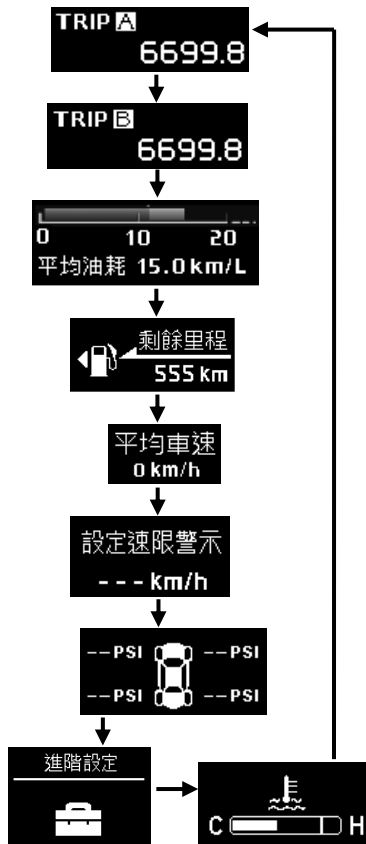 TRIP A
6699.8
TRIP B
6699.8
0 10 20
平均油耗 15.0 km/L
剩餘里程
555 km
平均車速
0 km/h
設定速限警示
--- km/h
--PSI --PSI
--PSI --PSI
進階設定
C H